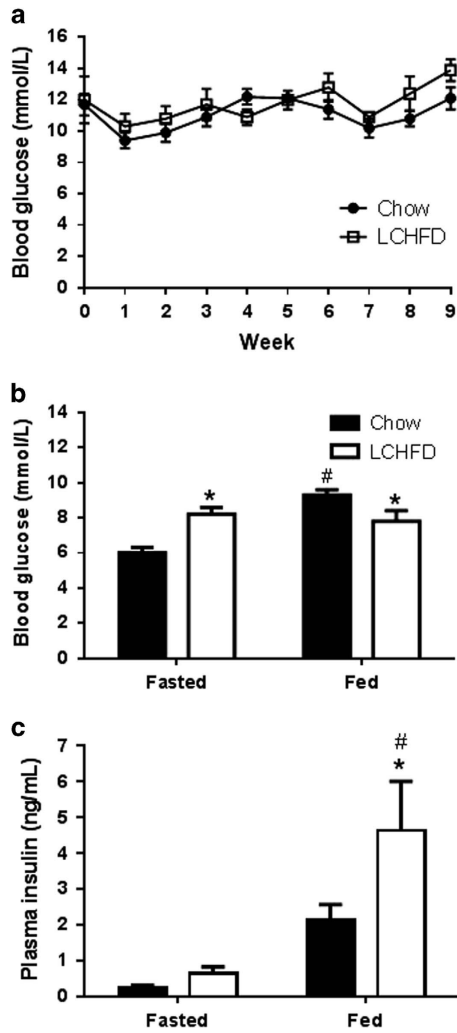 a
Blood glucose (mmol/L)
16
14
12
10
8
6
4
2
0
Chow
LCHFD
0 1 2 3 4 5 6 7 8 9
Week
b
Blood glucose (mmol/L)
14
12
10
8
6
4
2
0
Chow
LCHFD
*
#
*
Fasted Fed
c
Plasma insulin (ng/mL)
7
6
5
4
3
2
1
0
#
*
Fasted Fed